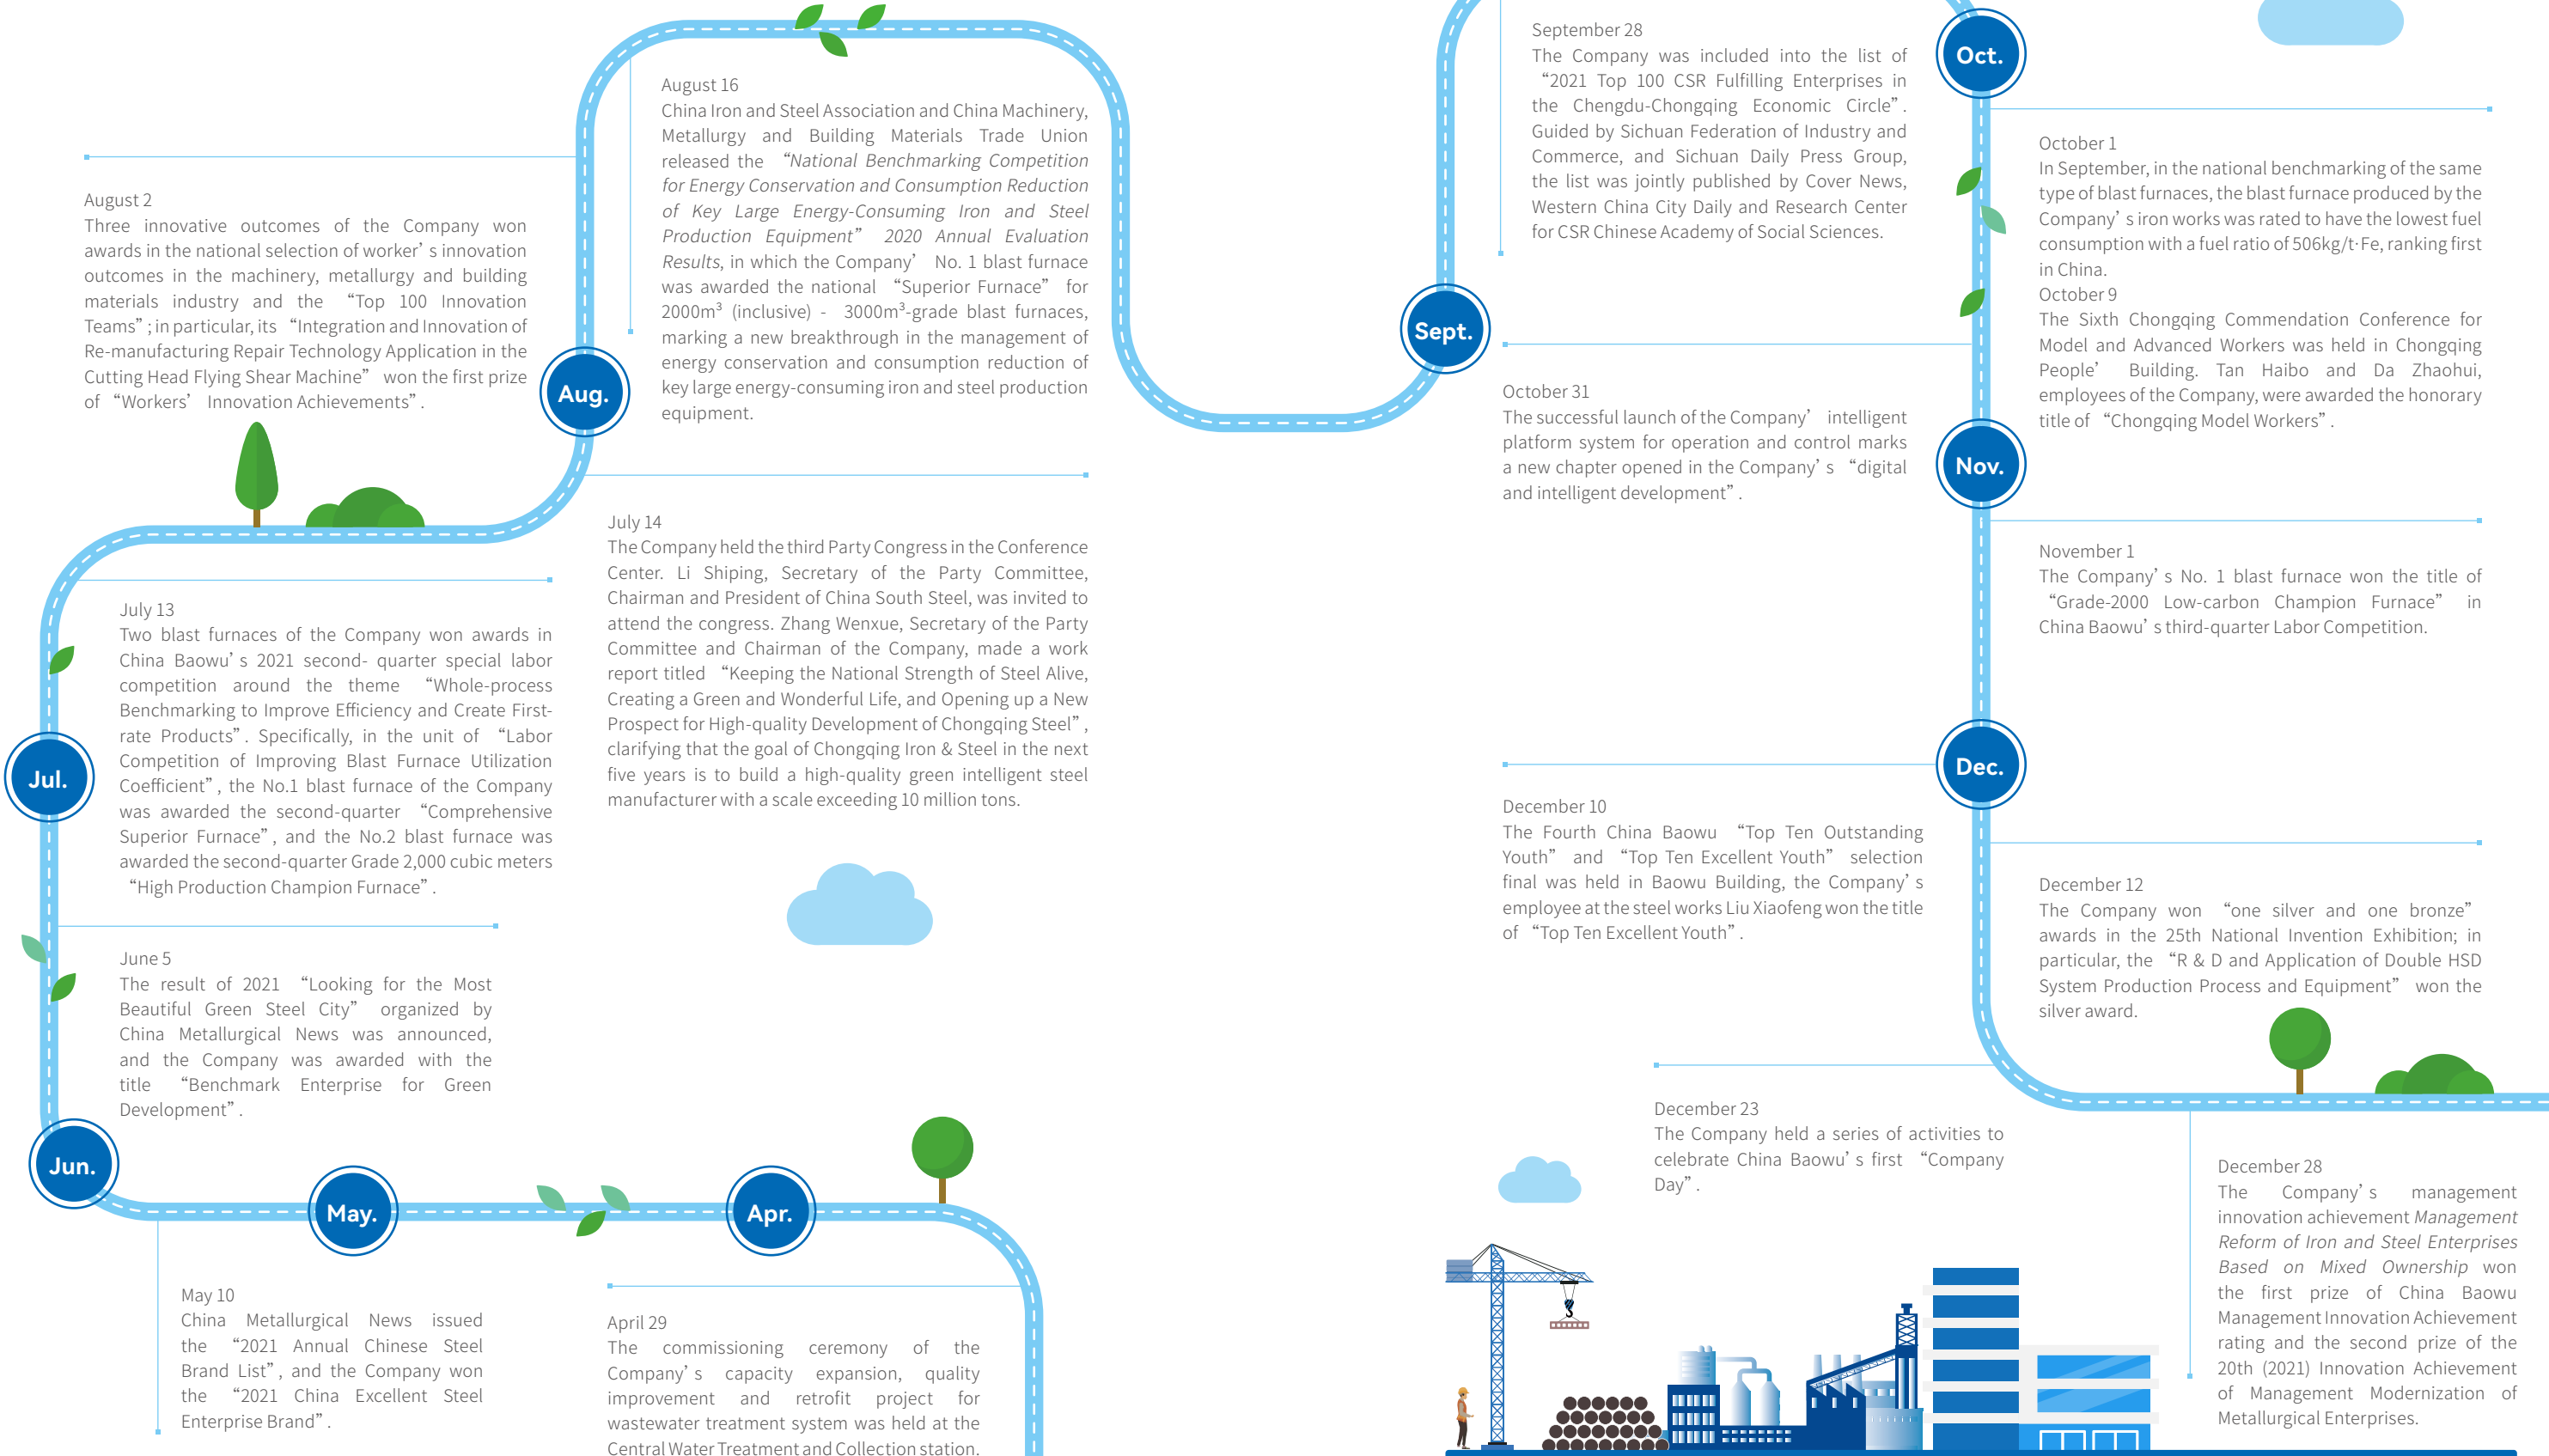 August 16
China Iron and Steel Association and China Machinery,
Metallurgy and Building Materials Trade Union
released the “National Benchmarking Competition
for Energy Conservation and Consumption Reduction
of Key Large Energy-Consuming Iron and Steel
Production Equipment” 2020 Annual Evaluation
Results, in which the Company’ No. 1 blast furnace
was awarded the national “Superior Furnace” for
2000m³ (inclusive) - 3000m³-grade blast furnaces,
marking a new breakthrough in the management of
energy conservation and consumption reduction of
key large energy-consuming iron and steel production
equipment.
August 2
Three innovative outcomes of the Company won
awards in the national selection of worker’s innovation
outcomes in the machinery, metallurgy and building
materials industry and the “Top 100 Innovation
Teams”; in particular, its “Integration and Innovation of
Re-manufacturing Repair Technology Application in the
Cutting Head Flying Shear Machine” won the first prize
of “Workers’ Innovation Achievements”.
Aug.
July 14
The Company held the third Party Congress in the Conference
Center. Li Shiping, Secretary of the Party Committee,
Chairman and President of China South Steel, was invited to
attend the congress. Zhang Wenxue, Secretary of the Party
Committee and Chairman of the Company, made a work
report titled “Keeping the National Strength of Steel Alive,
Creating a Green and Wonderful Life, and Opening up a New
Prospect for High-quality Development of Chongqing Steel”,
clarifying that the goal of Chongqing Iron & Steel in the next
five years is to build a high-quality green intelligent steel
manufacturer with a scale exceeding 10 million tons.
July 13
Two blast furnaces of the Company won awards in
China Baowu’s 2021 second- quarter special labor
competition around the theme “Whole-process
Benchmarking to Improve Efficiency and Create First-
rate Products”. Specifically, in the unit of “Labor
Competition of Improving Blast Furnace Utilization
Coefficient”, the No.1 blast furnace of the Company
was awarded the second-quarter “Comprehensive
Superior Furnace”, and the No.2 blast furnace was
awarded the second-quarter Grade 2,000 cubic meters
“High Production Champion Furnace”.
Jul.
June 5
The result of 2021 “Looking for the Most
Beautiful Green Steel City” organized by
China Metallurgical News was announced,
and the Company was awarded with the
title “Benchmark Enterprise for Green
Development”.
Jun.
May.
Apr.
May 10
China Metallurgical News issued
the “2021 Annual Chinese Steel
Brand List”, and the Company won
the “2021 China Excellent Steel
Enterprise Brand”.
April 29
The commissioning ceremony of the
Company’s capacity expansion, quality
improvement and retrofit project for
wastewater treatment system was held at the
Central Water Treatment and Collection station.
September 28
The Company was included into the list of
“2021 Top 100 CSR Fulfilling Enterprises in
the Chengdu-Chongqing Economic Circle”.
Guided by Sichuan Federation of Industry and
Commerce, and Sichuan Daily Press Group,
the list was jointly published by Cover News,
Western China City Daily and Research Center
for CSR Chinese Academy of Social Sciences.
Sept.
Oct.
October 1
In September, in the national benchmarking of the same
type of blast furnaces, the blast furnace produced by the
Company’s iron works was rated to have the lowest fuel
consumption with a fuel ratio of 506kg/t·Fe, ranking first
in China.
October 9
The Sixth Chongqing Commendation Conference for
Model and Advanced Workers was held in Chongqing
People’ Building. Tan Haibo and Da Zhaohui,
employees of the Company, were awarded the honorary
title of “Chongqing Model Workers”.
October 31
The successful launch of the Company’ intelligent
platform system for operation and control marks
a new chapter opened in the Company’s “digital
and intelligent development”.
Nov.
November 1
The Company’s No. 1 blast furnace won the title of
“Grade-2000 Low-carbon Champion Furnace” in
China Baowu’s third-quarter Labor Competition.
Dec.
December 10
The Fourth China Baowu “Top Ten Outstanding
Youth” and “Top Ten Excellent Youth” selection
final was held in Baowu Building, the Company’s
employee at the steel works Liu Xiaofeng won the title
of “Top Ten Excellent Youth”.
December 12
The Company won “one silver and one bronze”
awards in the 25th National Invention Exhibition; in
particular, the “R & D and Application of Double HSD
System Production Process and Equipment” won the
silver award.
December 23
The Company held a series of activities to
celebrate China Baowu’s first “Company
Day”.
December 28
The Company’s management
innovation achievement Management
Reform of Iron and Steel Enterprises
Based on Mixed Ownership won
the first prize of China Baowu
Management Innovation Achievement
rating and the second prize of the
20th (2021) Innovation Achievement
of Management Modernization of
Metallurgical Enterprises.